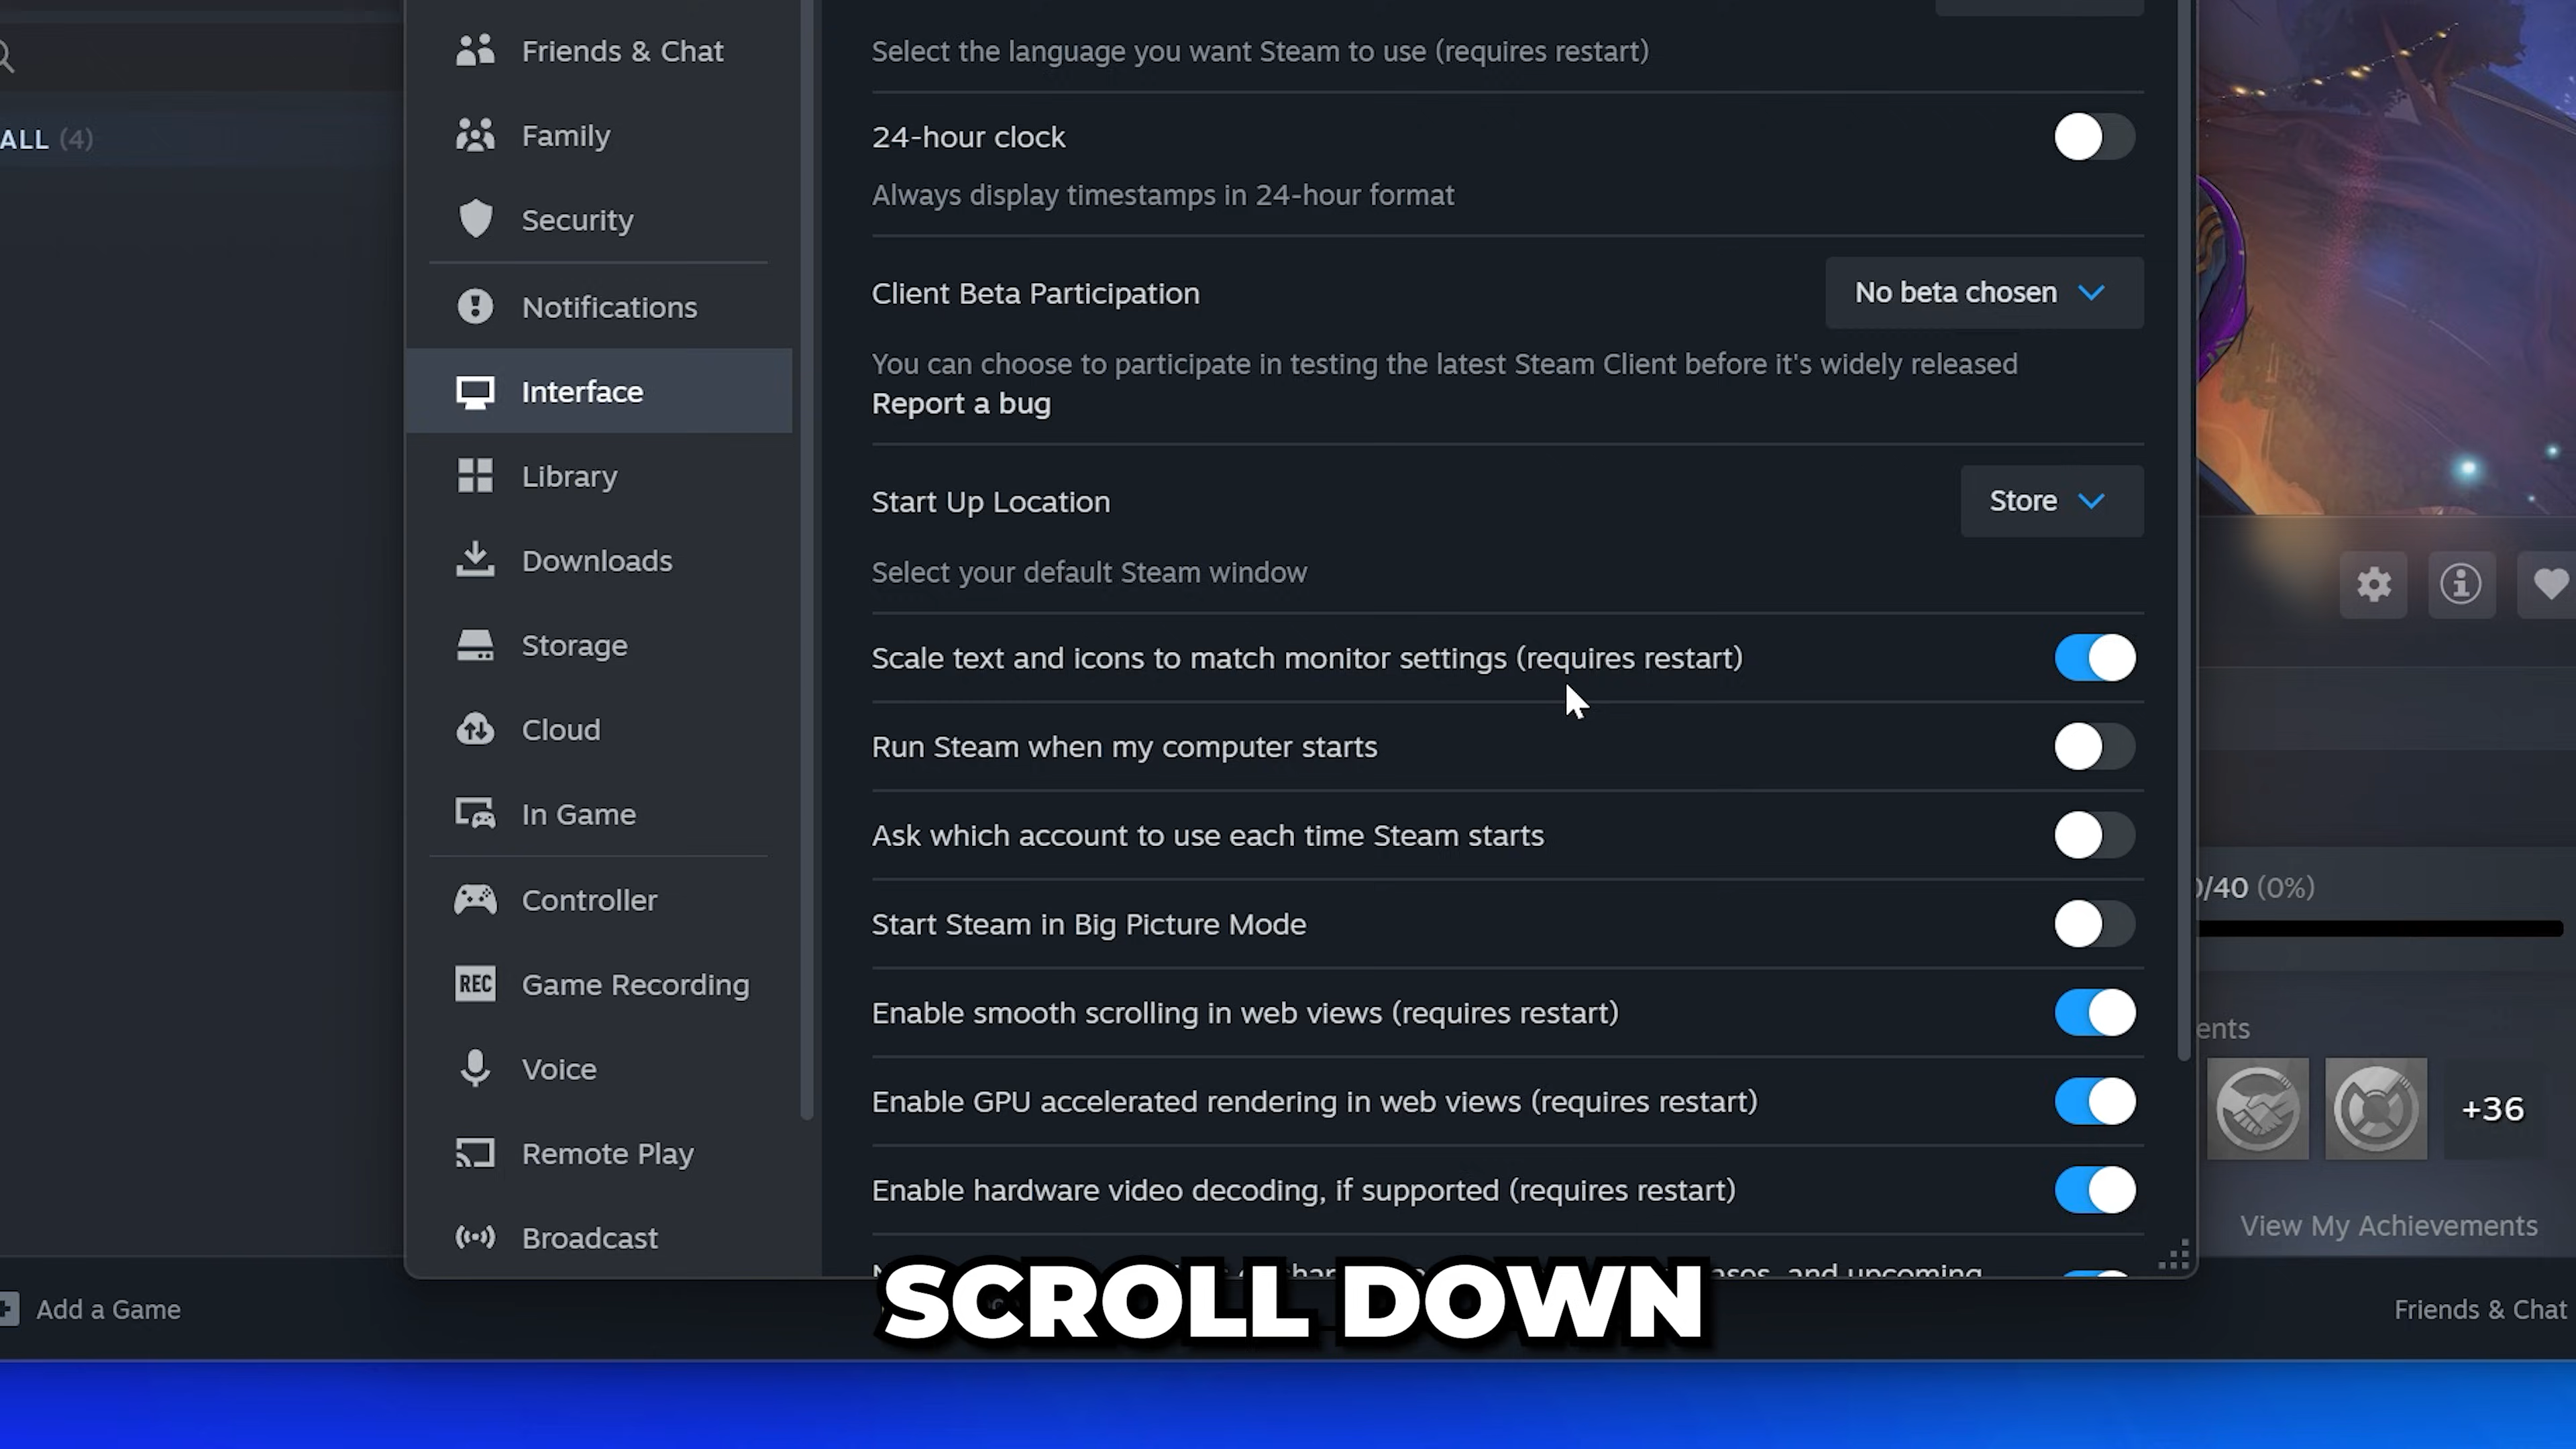 ALL (4)
Friends & Chat
Family
Security
Notifications
Interface
Library
Downloads
Storage
Cloud
In Game
Controller
REC Game Recording
Voice
Remote Play
Broadcast
Select the language you want Steam to use (requires restart)
24-hour clock
Always display timestamps in 24-hour format
Client Beta Participation
No beta chosen
You can choose to participate in testing the latest Steam Client before it's widely released
Report a bug
Start Up Location
Store
Select your default Steam window
Scale text and icons to match monitor settings (requires restart)
Run Steam when my computer starts
Ask which account to use each time Steam starts
Start Steam in Big Picture Mode
Enable smooth scrolling in web views (requires restart)
Enable GPU accelerated rendering in web views (requires restart)
Enable hardware video decoding, if supported (requires restart)
and upcoming
/40 (0%)
+36
View My Achievements
Add a Game
Friends & Chat
SCROLL DOWN